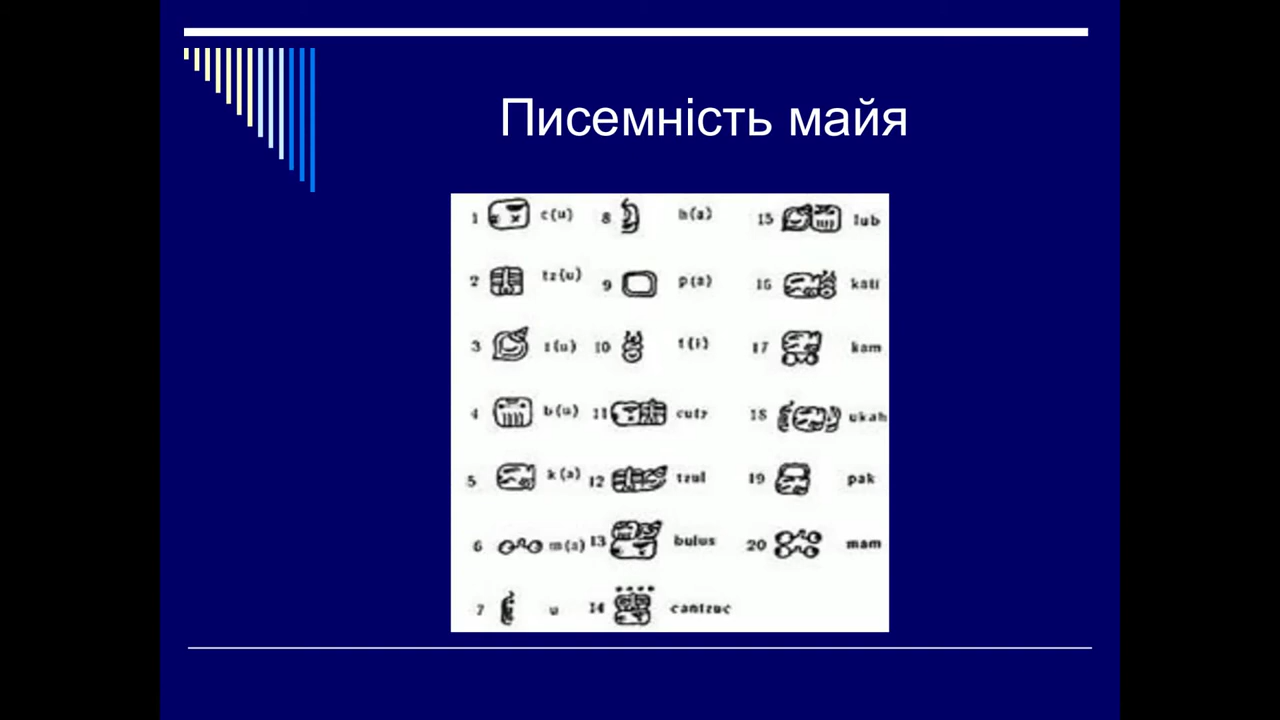 Писемність майя
1 c(u) 8 h(a) 15 lub
2 tz(u) 9 p(a) 16 kati
3 l(u) 10 t(i) 17 kam
4 b(u) 11 cutz 18 ukah
5 k(a) 12 tzul 19 pak
6 m(a) 13 bulus 20 mam
7 u 14 cantzuc